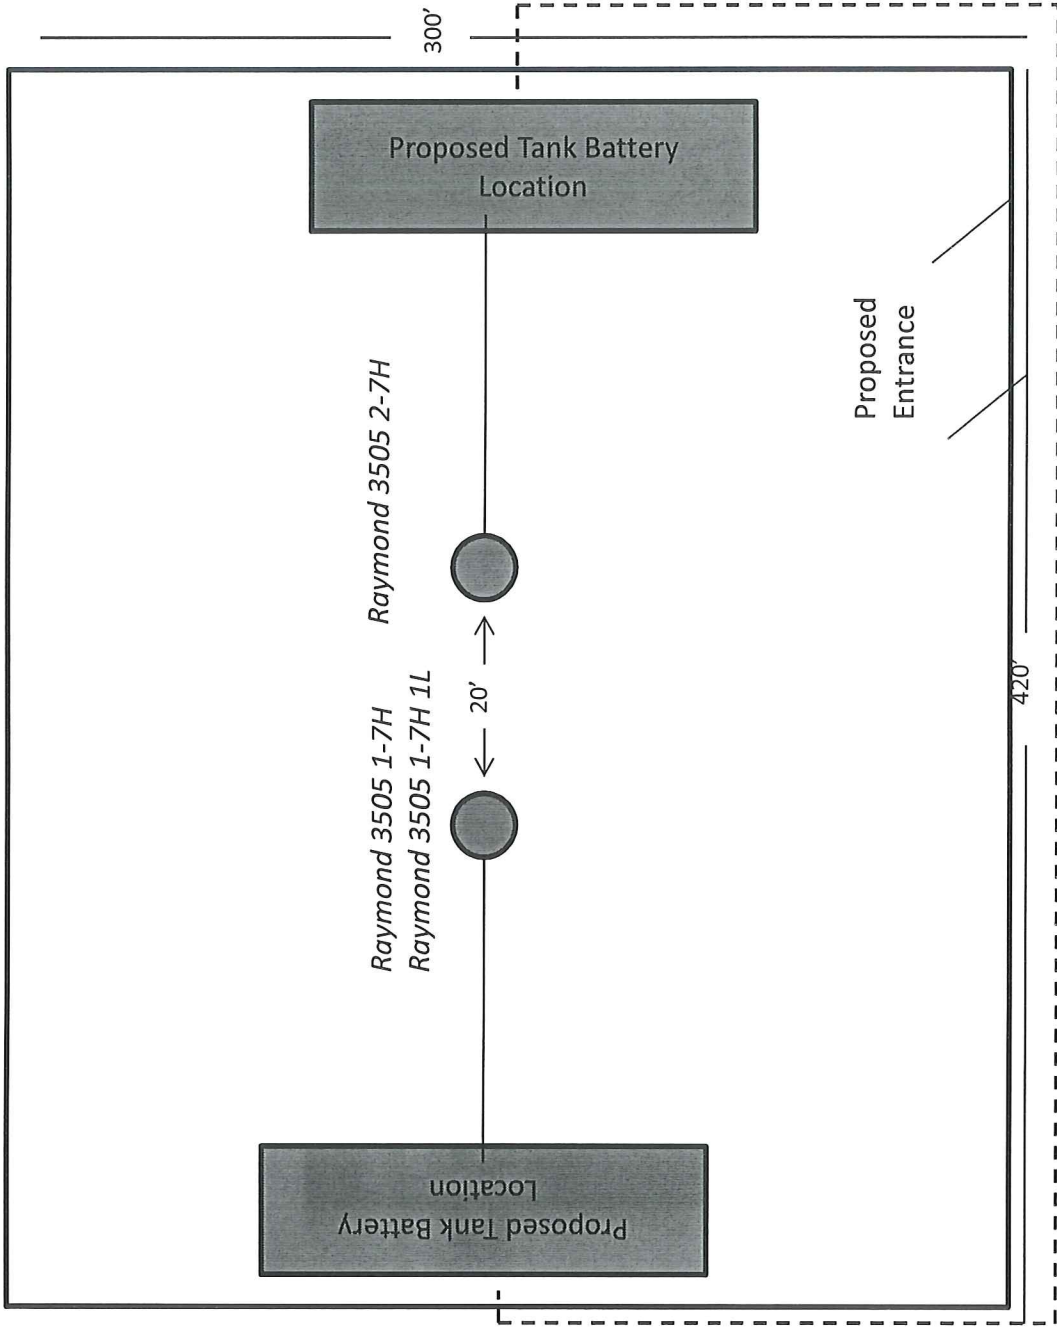 300’
Proposed Tank Battery
Location
Raymond 3505 2-7H
Proposed
Entrance
20’
Raymond 3505 1-7H
Raymond 3505 1-7H 1L
420’
Proposed Tank Battery
Location